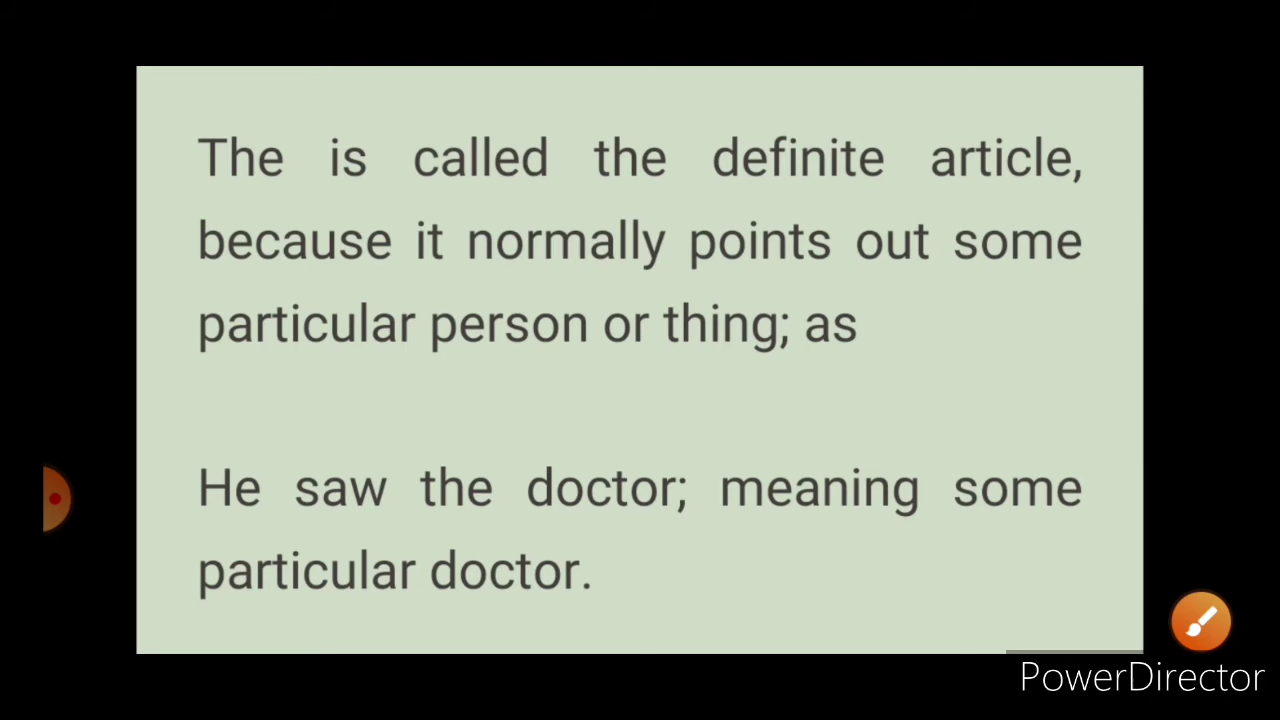 The is called the definite article,
because it normally points out some
particular person or thing; as
He saw the doctor; meaning some
particular doctor.
PowerDirector